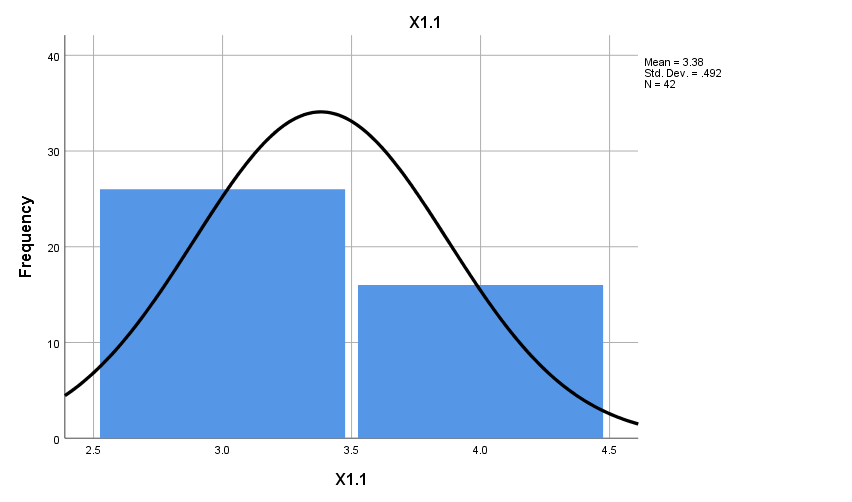 X1.1
Mean = 3.38
Std. Dev. = .492
N = 42
40
30
20
10
0
Frequency
2.5 3.0 3.5 4.0 4.5
X1.1